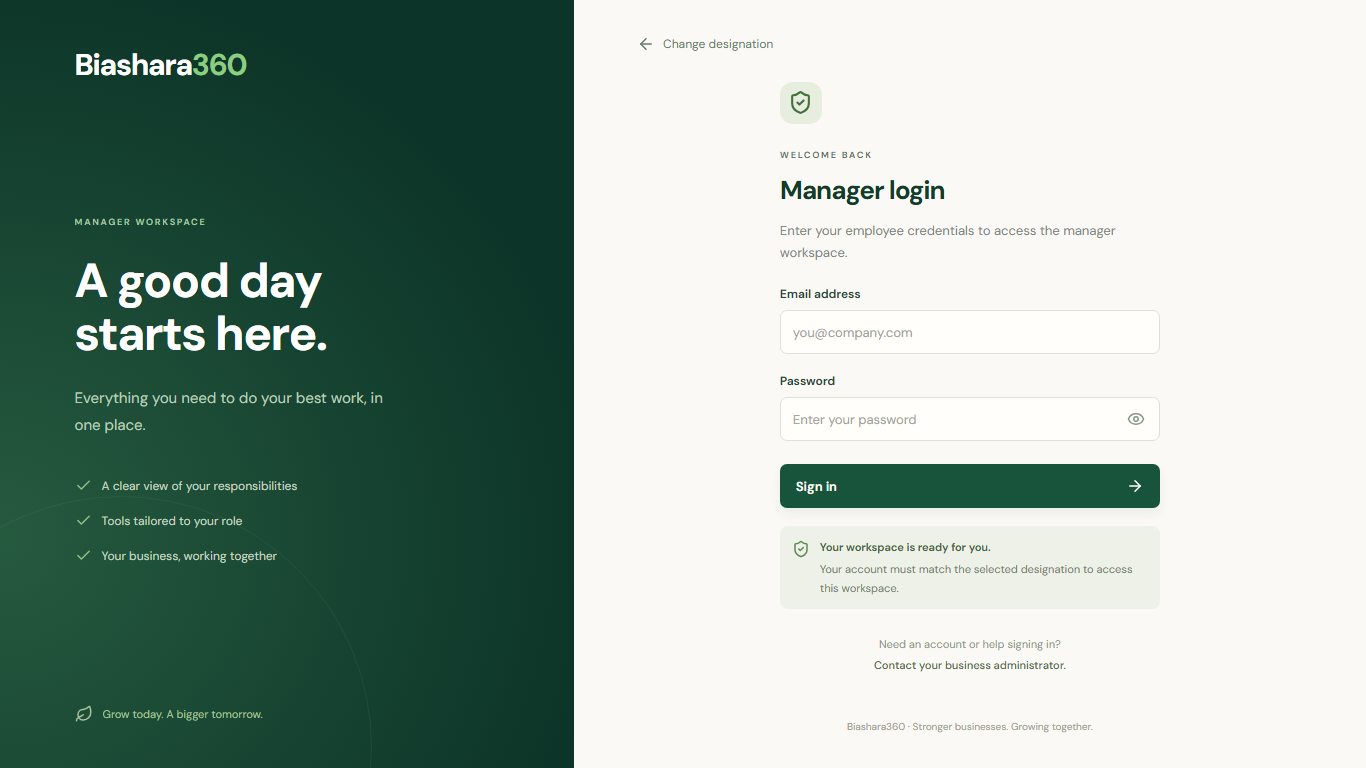 Biashara360
MANAGER WORKSPACE
A good day
starts here.
Everything you need to do your best work, in
one place.
A clear view of your responsibilities
Tools tailored to your role
Your business, working together
Grow today. A bigger tomorrow.
Change designation
WELCOME BACK
Manager login
Enter your employee credentials to access the manager
workspace.
Email address
you@company.com
Password
Enter your password
Sign in
Your workspace is ready for you.
Your account must match the selected designation to access
this workspace.
Need an account or help signing in?
Contact your business administrator.
Biashara360 · Stronger businesses. Growing together.